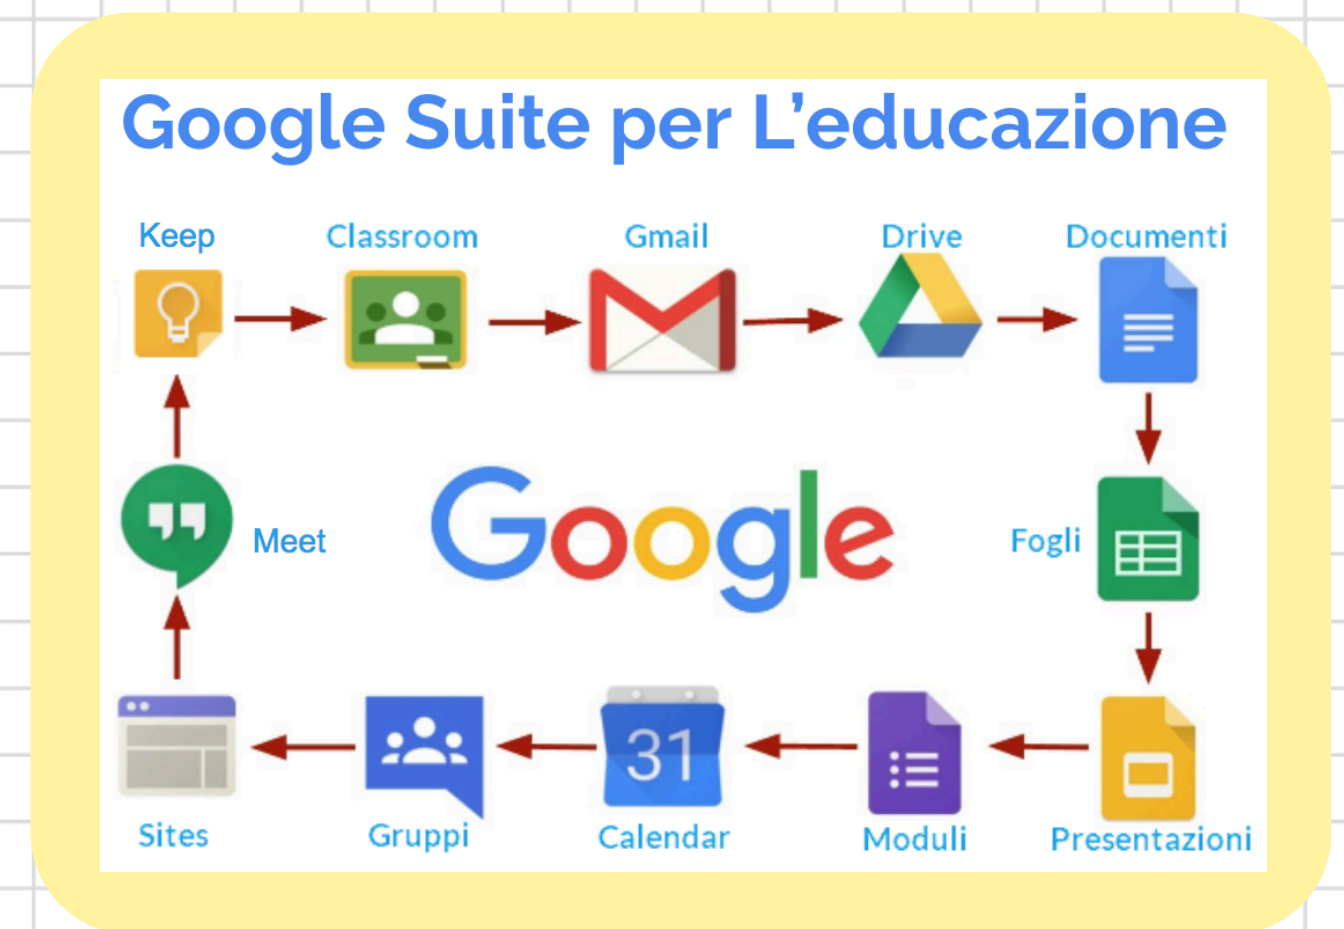 Google Suite per L’educazione
Keep
Classroom
Gmail
Drive
Documenti
Meet
Google
Fogli
31
Sites
Gruppi
Calendar
Moduli
Presentazioni